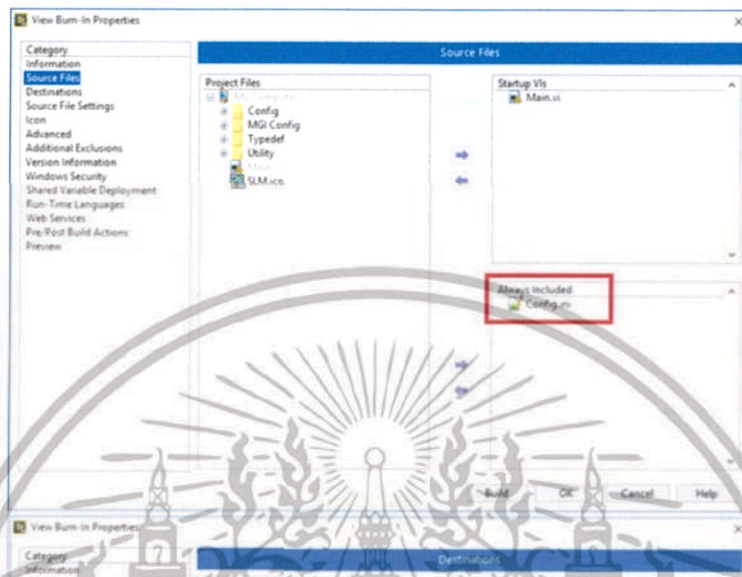 View Burn-In Properties
Category
Information
Source Files
Destinations
Source File Settings
Icon
Advanced
Additional Exclusions
Version Information
Windows Security
Shared Variable Deployment
Run-Time Languages
Web Services
Pre/Post Build Actions
Preview
Source Files
Project Files
My Computer
Config
MGI Config
Typedef
Utility
SLM.ico
Startup VIs
Main.vi
Always Included
Config.ini
Build OK Cancel Help
View Burn-In Properties
Category
Information
Destinations